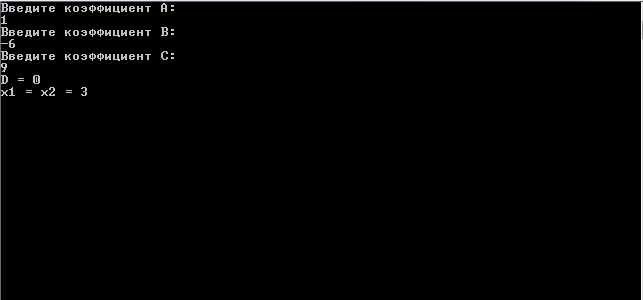 Введите коэффициент A:
1
Введите коэффициент B:
-6
Введите коэффициент C:
9
D = 0
x1 = x2 = 3